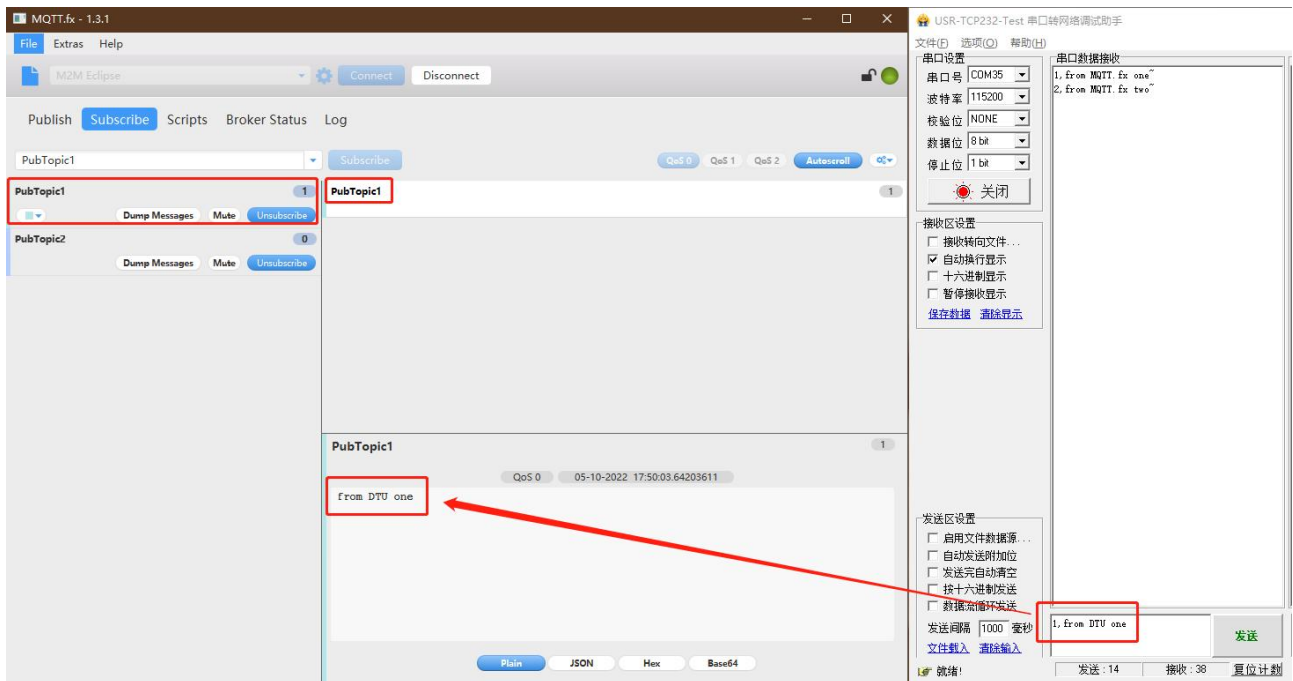 MQTT.fx - 1.3.1
File Extras Help
M2M Eclipse
Connect
Disconnect
Publish Subscribe Scripts Broker Status Log
PubTopic1
Subscribe
QoS 0 QoS 1 QoS 2 Autoscroll
PubTopic1 1
Dump Messages Mute Unsubscribe
PubTopic2 0
Dump Messages Mute Unsubscribe
PubTopic1 1
PubTopic1 1
QoS 0 05-10-2022 17:50:03.64203611
from DTU one
Plain JSON Hex Base64
USR-TCP232-Test 串口转网络调试助手
文件(F) 选项(O) 帮助(H)
串口设置
串口号 COM35
波特率 115200
校验位 NONE
数据位 8 bit
停止位 1 bit
关闭
接收区设置
接收转向文件...
自动换行显示
十六进制显示
暂停接收显示
保存数据 清除显示
串口数据接收
1,from MQTT.fx one~
2,from MQTT.fx two~
发送区设置
启用文件数据源...
自动发送附加位
发送完自动清空
按十六进制发送
数据流循环发送
发送间隔 1000 毫秒
文件载入 清除输入
1,from DTU one
发送
就绪!
发送:14 接收:38 复位计数